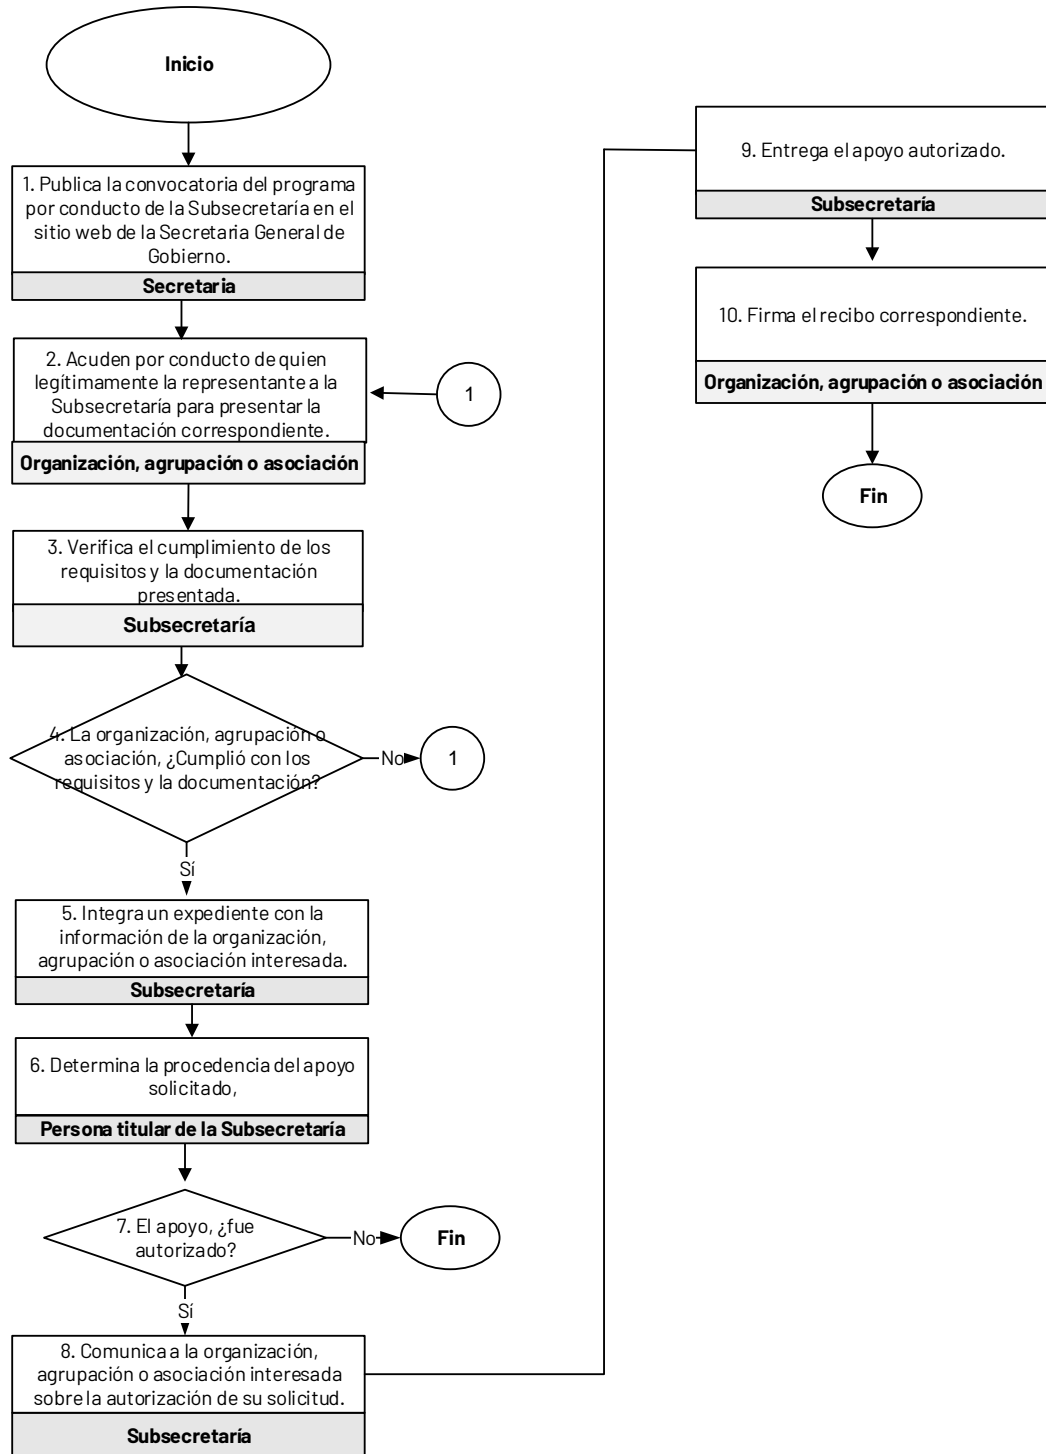 Inicio
1. Publica la convocatoria del programa
por conducto de la Subsecretaría en el
sitio web de la Secretaria General de
Gobierno.
Secretaria
2. Acuden por conducto de quien
legítimamente la representante a la
Subsecretaría para presentar la
documentación correspondiente.
Organización, agrupación o asociación
1
3. Verifica el cumplimiento de los
requisitos y la documentación
presentada.
Subsecretaría
4. La organización, agrupación o
asociación, ¿Cumplió con los
requisitos y la documentación?
No
1
Sí
5. Integra un expediente con la
información de la organización,
agrupación o asociación interesada.
Subsecretaría
6. Determina la procedencia del apoyo
solicitado,
Persona titular de la Subsecretaría
7. El apoyo, ¿fue
autorizado?
No
Fin
Sí
8. Comunica a la organización,
agrupación o asociación interesada
sobre la autorización de su solicitud.
Subsecretaría
9. Entrega el apoyo autorizado.
Subsecretaría
10. Firma el recibo correspondiente.
Organización, agrupación o asociación
Fin